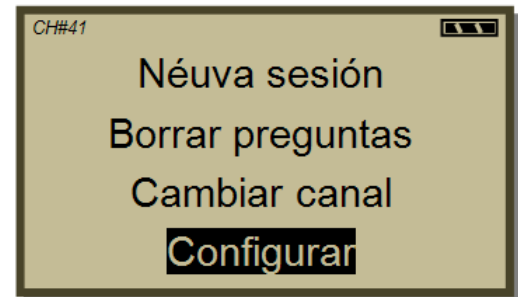 CH#41
Néuva sesión
Borrar preguntas
Cambiar canal
Configurar